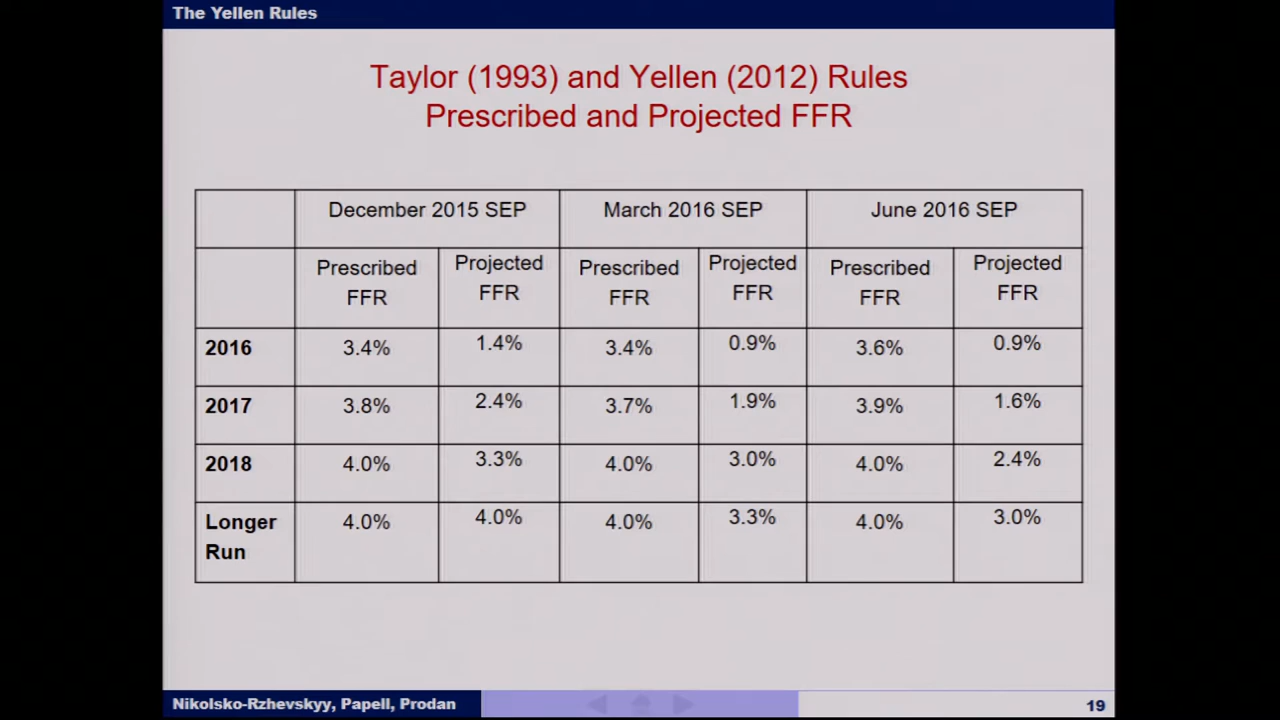 The Yellen Rules
Taylor (1993) and Yellen (2012) Rules
Prescribed and Projected FFR
December 2015 SEP March 2016 SEP June 2016 SEP
Prescribed FFR Projected FFR Prescribed FFR Projected FFR Prescribed FFR Projected FFR
2016 3.4% 1.4% 3.4% 0.9% 3.6% 0.9%
2017 3.8% 2.4% 3.7% 1.9% 3.9% 1.6%
2018 4.0% 3.3% 4.0% 3.0% 4.0% 2.4%
Longer Run 4.0% 4.0% 4.0% 3.3% 4.0% 3.0%
Nikolsko-Rzhevskyy, Papell, Prodan 19